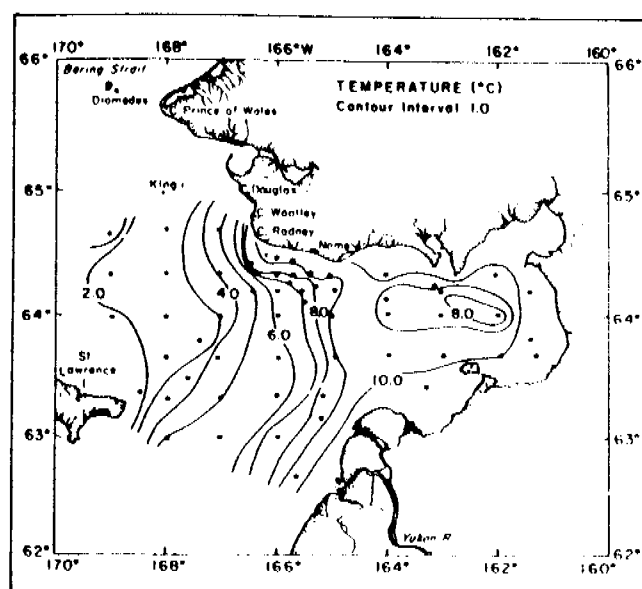 170° 168° 166°W 164° 162° 160°
66° 66°
Bering Strait
Diomedes
Prince of Wales
TEMPERATURE (°C)
Contour Interval 1.0
65° 65°
King I
C Douglas
C Woolley
C Rodney
Nome
64° 64°
2.0 4.0 6.0 8.0 8.0
10.0
St
Lawrence
63° 63°
Yukon R.
62° 62°
170° 168° 166° 164° 162° 160°